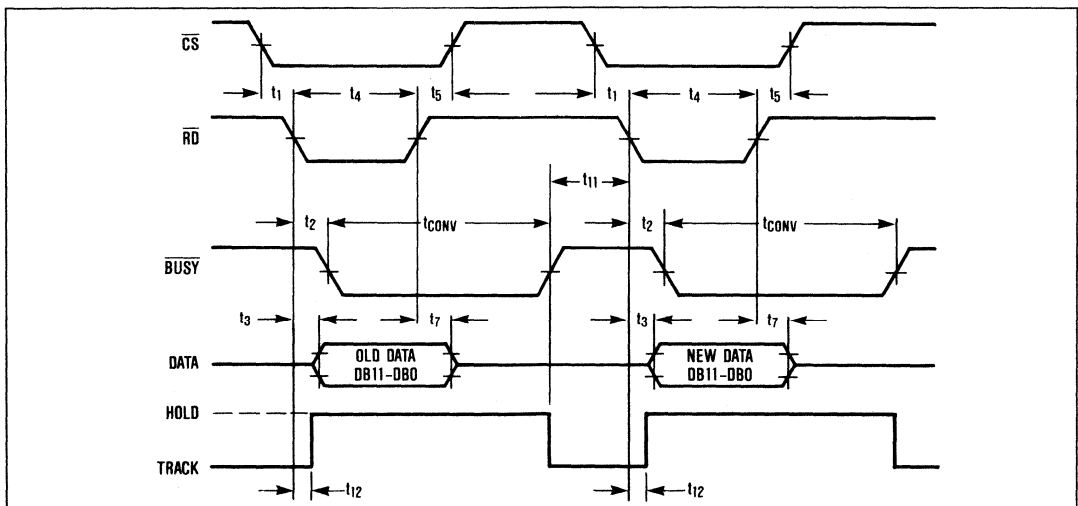 CS
t1 t4 t5 t1 t4 t5
RD
t11
t2 tCONV t2 tCONV
BUSY
t3 t7 t3 t7
DATA OLD DATA DB11-DB0 NEW DATA DB11-DB0
HOLD
TRACK
t12 t12